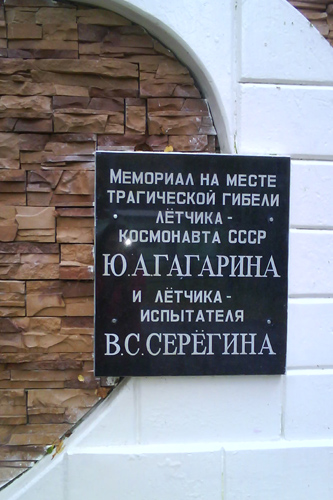 Мемориал на месте
трагической гибели
лётчика-
космонавта СССР
Ю.А.ГАГАРИНА
и лётчика-
испытателя
В.С.СЕРЁГИНА